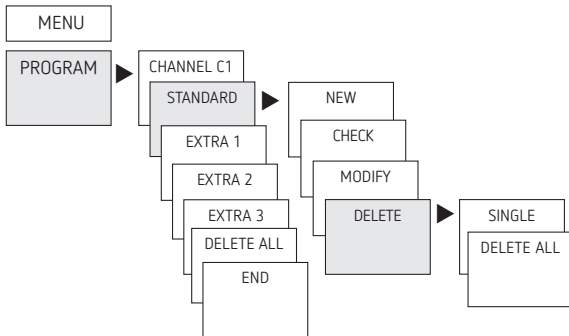 MENU
PROGRAM
CHANNEL C1
STANDARD
EXTRA 1
EXTRA 2
EXTRA 3
DELETE ALL
END
NEW
CHECK
MODIFY
DELETE
SINGLE
DELETE ALL